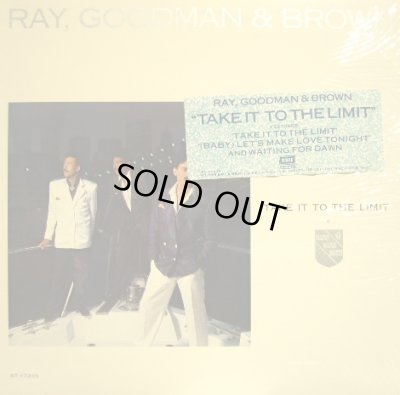 RAY, GOODMAN & BROWN
RAY, GOODMAN & BROWN
"TAKE IT TO THE LIMIT"
"TAKE IT TO THE LIMIT
(BABY) LET'S MAKE LOVE TONIGHT"
AND WAITING FOR DAWN
EMI
SOLD OUT
TAKE IT TO THE LIMIT